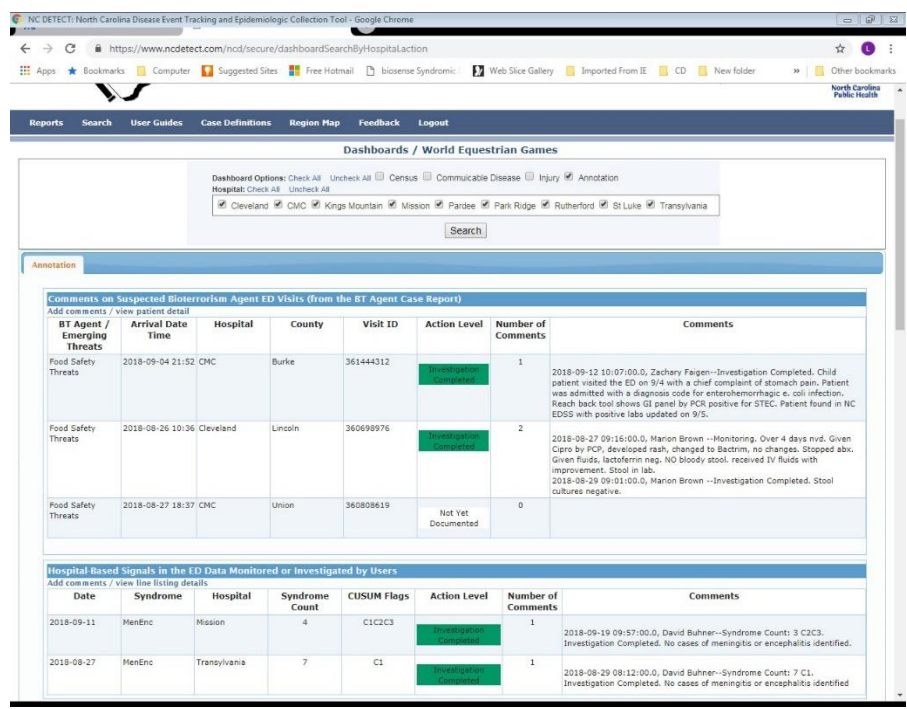 NC DETECT: North Carolina Disease Event Tracking and Epidemiologic Collection Tool - Google Chrome
https://www.ncdetect.com/ncd/secure/dashboardSearchByHospital.action
L
Apps Bookmarks Computer Suggested Sites Free Hotmail biosense Syndromic Web Slice Gallery Imported From IE CD New folder » Other bookmarks
North Carolina
Public Health
Reports Search User Guides Case Definitions Region Map Feedback Logout
Dashboards / World Equestrian Games
Dashboard Options: Check All Uncheck All Census Commuicable Disease Injury Annotation
Hospital: Check All Uncheck All
Cleveland CMC Kings Mountain Mission Pardee Park Ridge Rutherford St Luke Transylvania
Search
Annotation
Comments on Suspected Bioterrorism Agent ED Visits (from the BT Agent Case Report)
Add comments / view patient detail
BT Agent / Emerging Threats Arrival Date Time Hospital County Visit ID Action Level Number of Comments Comments
Food Safety Threats 2018-09-04 21:52 CMC Burke 361444312 Investigation Completed 1
2018-09-12 10:07:00.0, Zachary Faigen--Investigation Completed. Child
patient visited the ED on 9/4 with a chief complaint of stomach pain. Patient
was admitted with a diagnosis code for enterohemorrhagic e. coli infection.
Reach back tool shows GI panel by PCR positive for STEC. Patient found in NC
EDSS with positive labs updated on 9/5.
Food Safety Threats 2018-08-26 10:36 Cleveland Lincoln 360698976 Investigation Completed 2
2018-08-27 09:16:00.0, Marion Brown --Monitoring. Over 4 days nvd. Given
Cipro by PCP, developed rash, changed to Bactrim, no changes. Stopped abx.
Given fluids, lactoferrin neg. NO bloody stool. received IV fluids with
improvement. Stool in lab.
2018-08-29 09:01:00.0, Marion Brown --Investigation Completed. Stool
cultures negative.
Food Safety Threats 2018-08-27 18:37 CMC Union 360808619 Not Yet Documented 0
Hospital-Based Signals in the ED Data Monitored or Investigated by Users
Add comments / view line listing details
Date Syndrome Hospital Syndrome Count CUSUM Flags Action Level Number of Comments Comments
2018-09-11 MenEnc Mission 4 C1C2C3 Investigation Completed 1
2018-09-19 09:57:00.0, David Buhner--Syndrome Count: 3 C2C3.
Investigation Completed. No cases of meningitis or encephalitis identified.
2018-08-27 MenEnc Transylvania 7 C1 Investigation Completed 1
2018-08-29 08:12:00.0, David Buhner--Syndrome Count: 7 C1.
Investigation Completed. No cases of meningitis or encephalitis identified